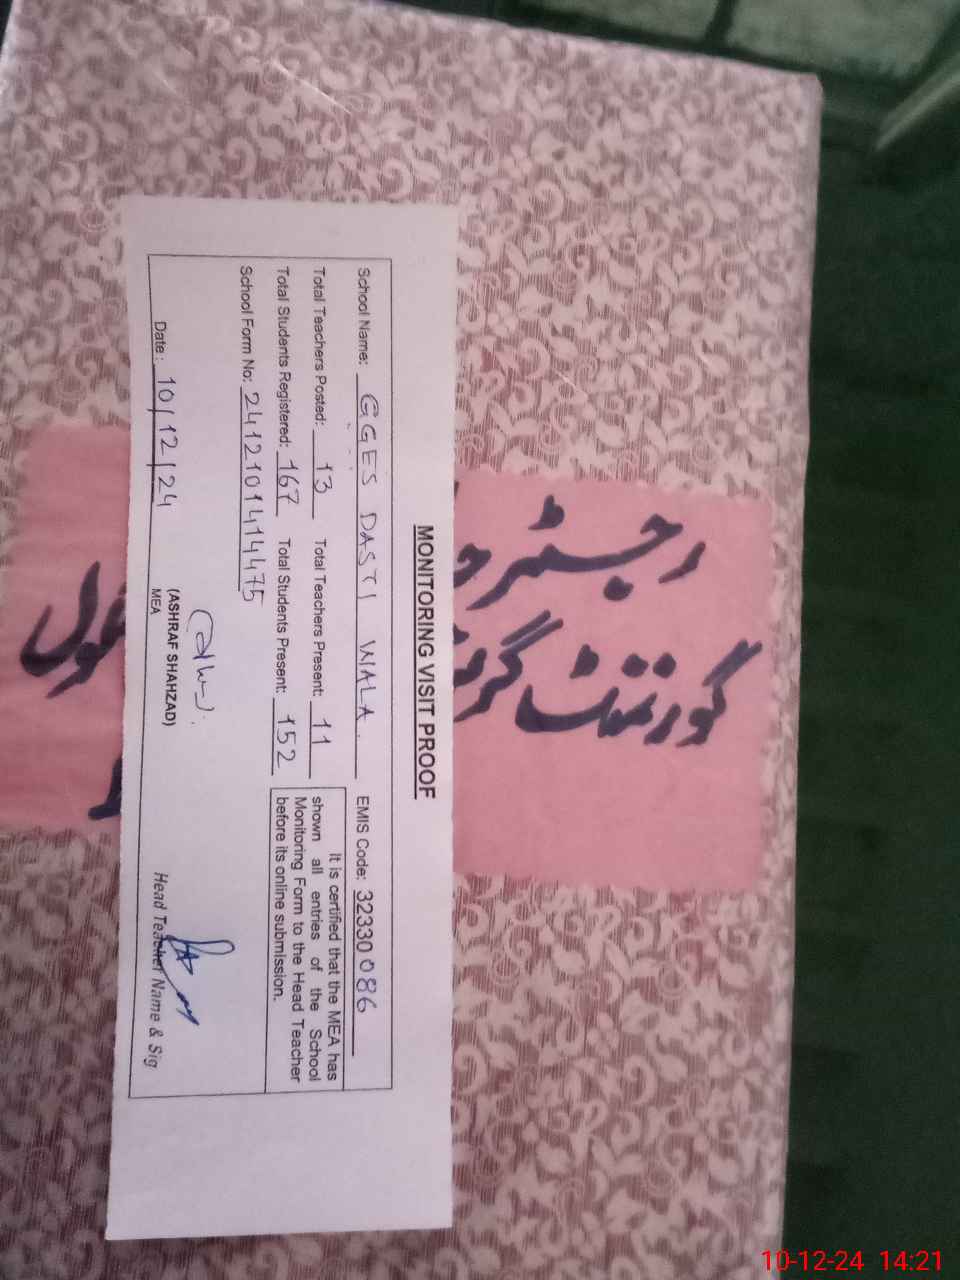 MONITORING VISIT PROOF
School Name: GGES DASTI WALA. EMIS Code: 32330086
Total Teachers Posted: 13 Total Teachers Present: 11
Total Students Registered: 167 Total Students Present: 152
School Form No: 2412101414475
It is certified that the MEA has
shown all entries of the School
Monitoring Form to the Head Teacher
before its online submission.
(ASHRAF SHAHZAD)
MEA
Date: 10/12/24
Head Teacher Name & Sig
رجسٹر
گورنمنٹ
10-12-24 14:21